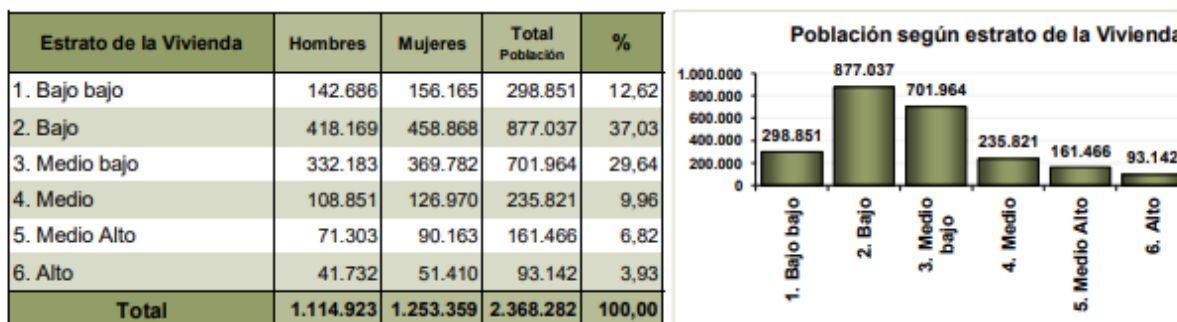 Estrato de la Vivienda Hombres Mujeres Total Población %
1. Bajo bajo 142.686 156.165 298.851 12,62
2. Bajo 418.169 458.868 877.037 37,03
3. Medio bajo 332.183 369.782 701.964 29,64
4. Medio 108.851 126.970 235.821 9,96
5. Medio Alto 71.303 90.163 161.466 6,82
6. Alto 41.732 51.410 93.142 3,93
Total 1.114.923 1.253.359 2.368.282 100,00
Población según estrato de la Vivienda
1.000.000
800.000
600.000
400.000
200.000
0
298.851
877.037
701.964
235.821
161.466
93.142
1. Bajo bajo
2. Bajo
3. Medio
bajo
4. Medio
5. Medio Alto
6. Alto